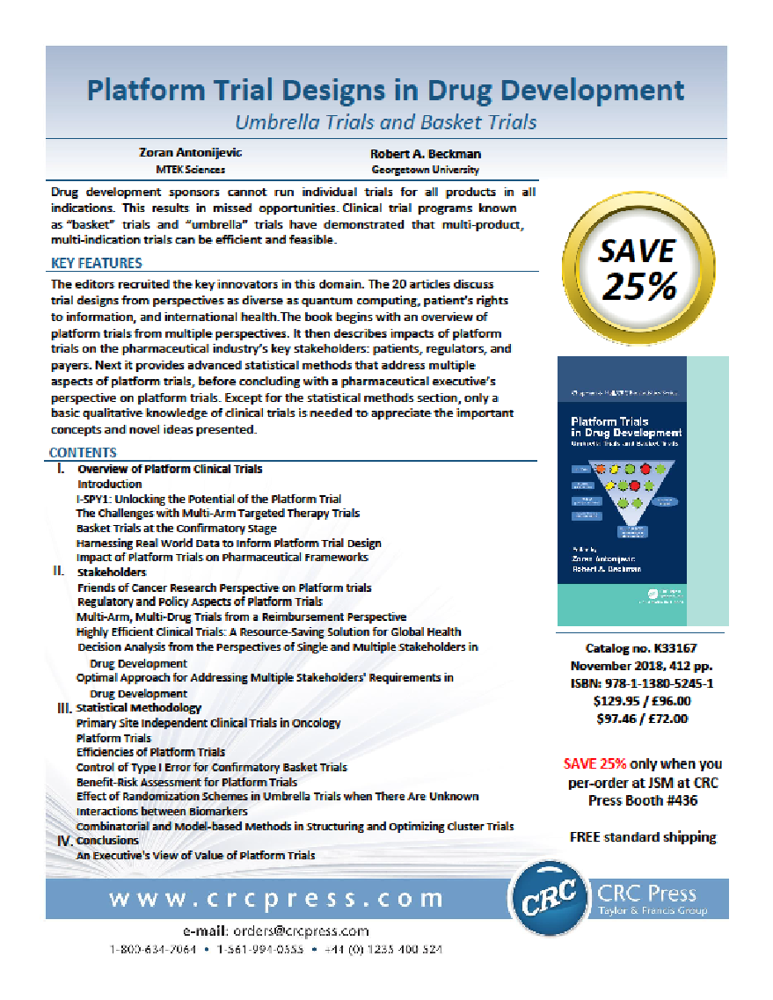 Platform Trial Designs in Drug Development
Umbrella Trials and Basket Trials
Zoran Antonijevic
MTEK Sciences
Robert A. Beckman
Georgetown University
Drug development sponsors cannot run individual trials for all products in all
indications. This results in missed opportunities. Clinical trial programs known
as “basket” trials and “umbrella” trials have demonstrated that multi-product,
multi-indication trials can be efficient and feasible.
KEY FEATURES
The editors recruited the key innovators in this domain. The 20 articles discuss
trial designs from perspectives as diverse as quantum computing, patient’s rights
to information, and international health.The book begins with an overview of
platform trials from multiple perspectives. It then describes impacts of platform
trials on the pharmaceutical industry’s key stakeholders: patients, regulators, and
payers. Next it provides advanced statistical methods that address multiple
aspects of platform trials, before concluding with a pharmaceutical executive’s
perspective on platform trials. Except for the statistical methods section, only a
basic qualitative knowledge of clinical trials is needed to appreciate the important
concepts and novel ideas presented.
CONTENTS
I. Overview of Platform Clinical Trials
Introduction
I-SPY1: Unlocking the Potential of the Platform Trial
The Challenges with Multi-Arm Targeted Therapy Trials
Basket Trials at the Confirmatory Stage
Harnessing Real World Data to Inform Platform Trial Design
Impact of Platform Trials on Pharmaceutical Frameworks
II. Stakeholders
Friends of Cancer Research Perspective on Platform trials
Regulatory and Policy Aspects of Platform Trials
Multi-Arm, Multi-Drug Trials from a Reimbursement Perspective
Highly Efficient Clinical Trials: A Resource-Saving Solution for Global Health
Decision Analysis from the Perspectives of Single and Multiple Stakeholders in
Drug Development
Optimal Approach for Addressing Multiple Stakeholders' Requirements in
Drug Development
III. Statistical Methodology
Primary Site Independent Clinical Trials in Oncology
Platform Trials
Efficiencies of Platform Trials
Control of Type I Error for Confirmatory Basket Trials
Benefit-Risk Assessment for Platform Trials
Effect of Randomization Schemes in Umbrella Trials when There Are Unknown
Interactions between Biomarkers
Combinatorial and Model-based Methods in Structuring and Optimizing Cluster Trials
IV. Conclusions
An Executive's View of Value of Platform Trials
SAVE
25%
Platform Trials
in Drug Development
Umbrella Trials and Basket Trials
Edited by
Zoran Antonijevic
Robert A. Beckman
Catalog no. K33167
November 2018, 412 pp.
ISBN: 978-1-1380-5245-1
$129.95 / £96.00
$97.46 / £72.00
SAVE 25% only when you
per-order at JSM at CRC
Press Booth #436
FREE standard shipping
www.crcpress.com
CRC
CRC Press
Taylor & Francis Group
e-mail: orders@crcpress.com
1-800-634-7064 • 1-561-994-0555 • +44 (0) 1235 400 524